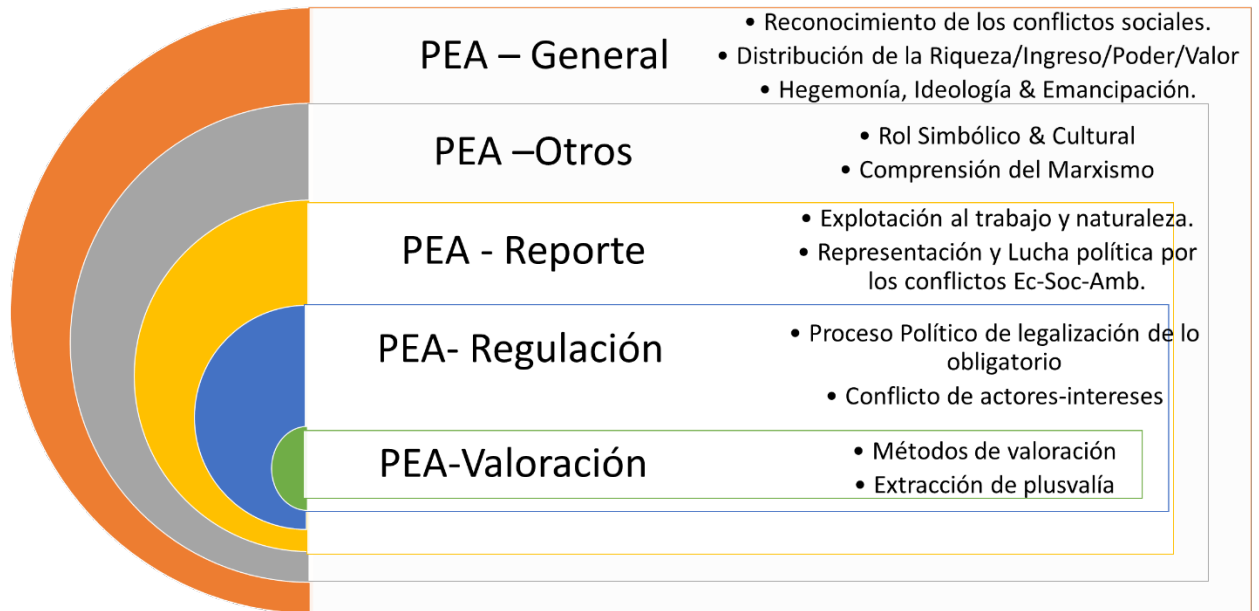 PEA – General
• Reconocimiento de los conflictos sociales.
• Distribución de la Riqueza/Ingreso/Poder/Valor
• Hegemonía, Ideología & Emancipación.
PEA –Otros
• Rol Simbólico & Cultural
• Comprensión del Marxismo
PEA - Reporte
• Explotación al trabajo y naturaleza.
• Representación y Lucha política por
los conflictos Ec-Soc-Amb.
PEA- Regulación
• Proceso Político de legalización de lo
obligatorio
• Conflicto de actores-intereses
PEA-Valoración
• Métodos de valoración
• Extracción de plusvalía